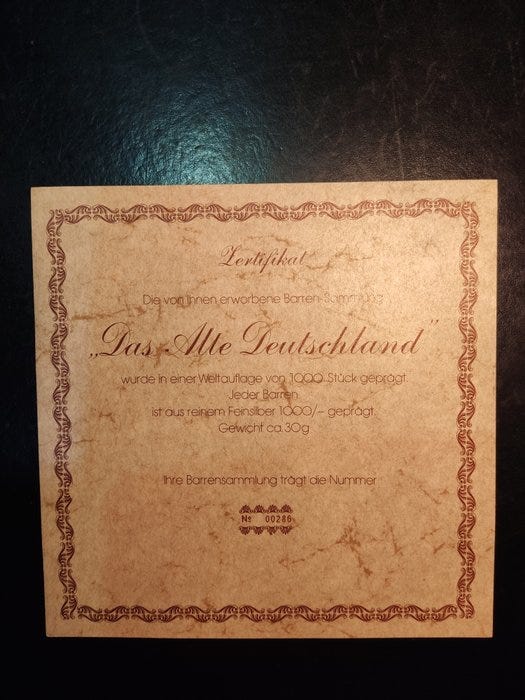 Zertifikat
Die von Ihnen erworbene Barren-Sammlung
„Das Alte Deutschland”
wurde in einer Weltauflage von 1000 Stück geprägt.
Jeder Barren
ist aus reinem Feinsilber 1000/– geprägt.
Gewicht ca.30g
Ihre Barrensammlung trägt die Nummer
No 00286